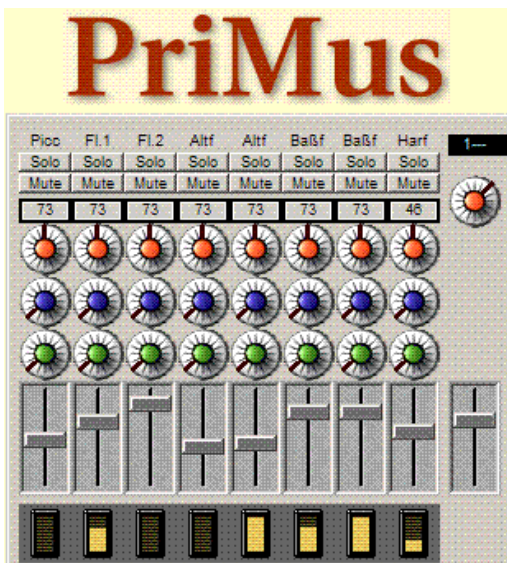 PriMus
Picc Fl.1 Fl.2 Altf Altf Baßf Baßf Harf 1---
Solo Solo Solo Solo Solo Solo Solo Solo
Mute Mute Mute Mute Mute Mute Mute Mute
73 73 73 73 73 73 73 46